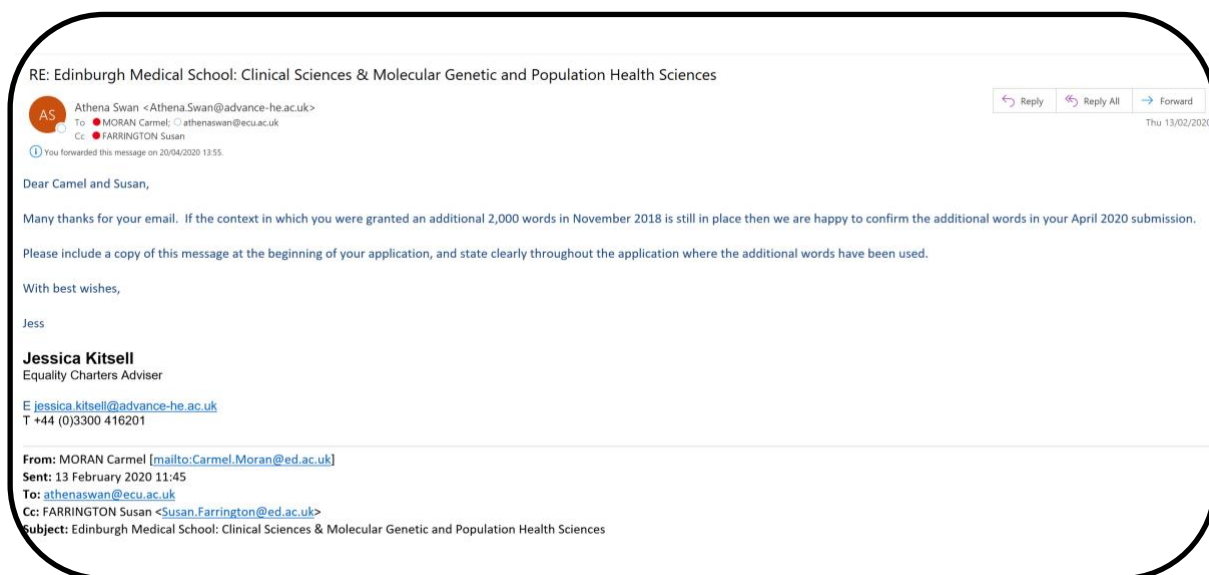 RE: Edinburgh Medical School: Clinical Sciences & Molecular Genetic and Population Health Sciences
AS
Athena Swan <Athena.Swan@advance-he.ac.uk>
To MORAN Carmel; athenaswan@ecu.ac.uk
Cc FARRINGTON Susan
Reply Reply All Forward
Thu 13/02/2020
You forwarded this message on 20/04/2020 13:55.
Dear Camel and Susan,
Many thanks for your email. If the context in which you were granted an additional 2,000 words in November 2018 is still in place then we are happy to confirm the additional words in your April 2020 submission.
Please include a copy of this message at the beginning of your application, and state clearly throughout the application where the additional words have been used.
With best wishes,
Jess
Jessica Kitsell
Equality Charters Adviser
E jessica.kitsell@advance-he.ac.uk
T +44 (0)3300 416201
From: MORAN Carmel [mailto:Carmel.Moran@ed.ac.uk]
Sent: 13 February 2020 11:45
To: athenaswan@ecu.ac.uk
Cc: FARRINGTON Susan <Susan.Farrington@ed.ac.uk>
Subject: Edinburgh Medical School: Clinical Sciences & Molecular Genetic and Population Health Sciences